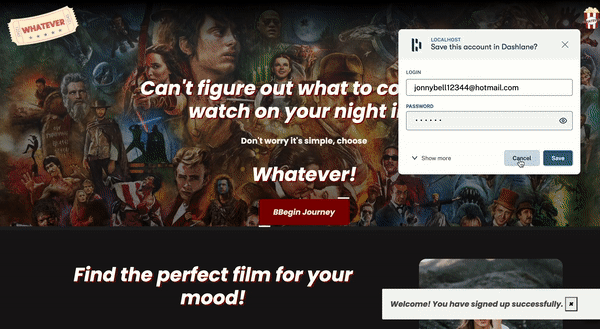 WHATEVER
LOCALHOST
Save this account in Dashlane?
LOGIN
jonnybell12344@hotmail.com
PASSWORD
Show more
Cancel
Save
Can't figure out what to co
watch on your night i
Don't worry it's simple, choose
Whatever!
BBegin Journey
Find the perfect film for your
mood!
Welcome! You have signed up successfully.